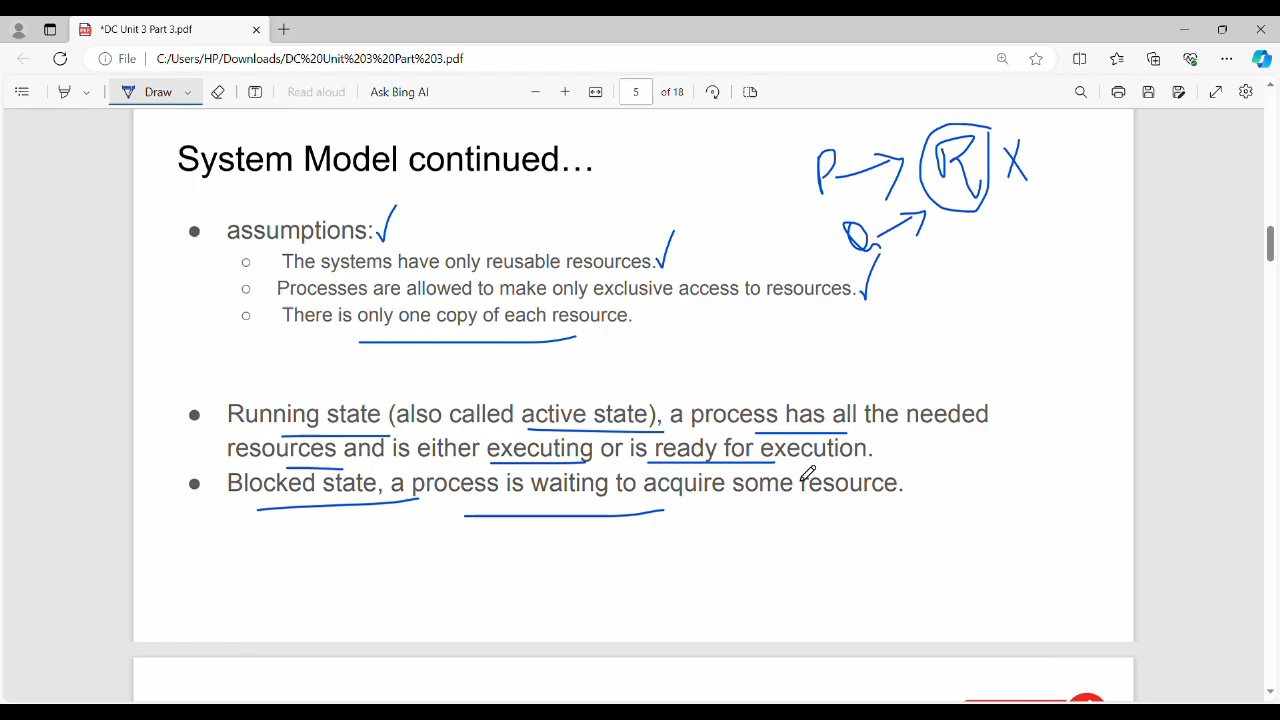 *DC Unit 3 Part 3.pdf
File C:/Users/HP/Downloads/DC%20Unit%203%20Part%203.pdf
Draw Read aloud Ask Bing AI 5 of 18
System Model continued…
P R X
Q
● assumptions:
○ The systems have only reusable resources.
○ Processes are allowed to make only exclusive access to resources.
○ There is only one copy of each resource.
● Running state (also called active state), a process has all the needed
resources and is either executing or is ready for execution.
● Blocked state, a process is waiting to acquire some resource.